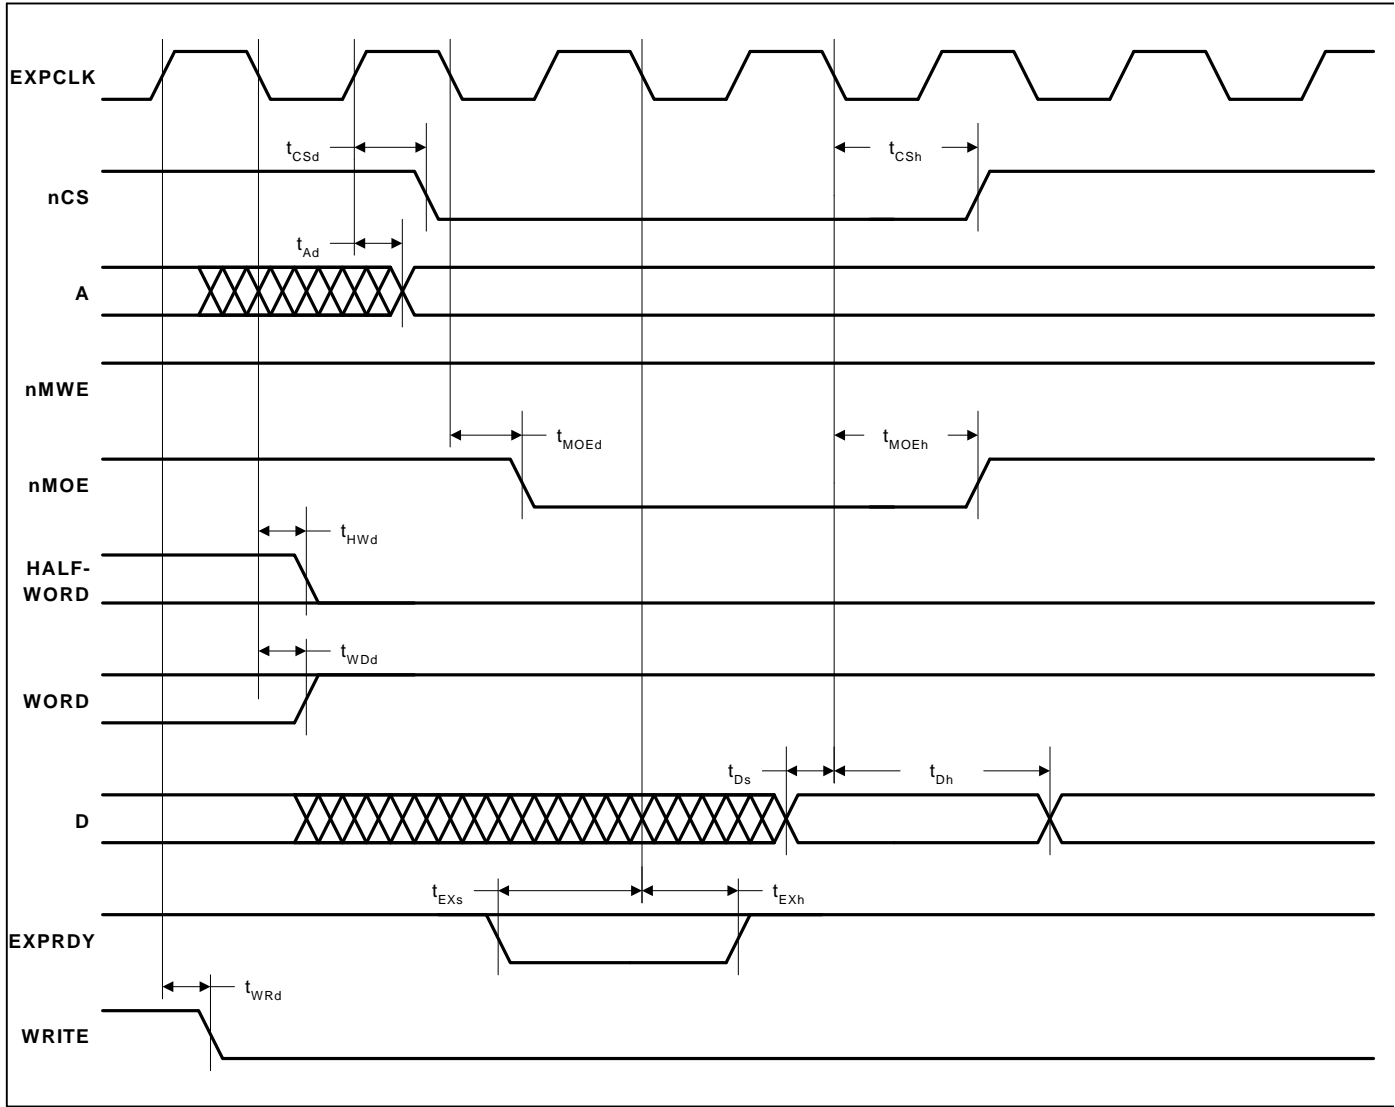 EXPCLK
tCSd
tCSh
nCS
tAd
A
nMWE
tMOEd
tMOEh
nMOE
tHWd
HALF-
WORD
tWDd
WORD
tDs
tDh
D
tEXs
tEXh
EXPRDY
tWRd
WRITE